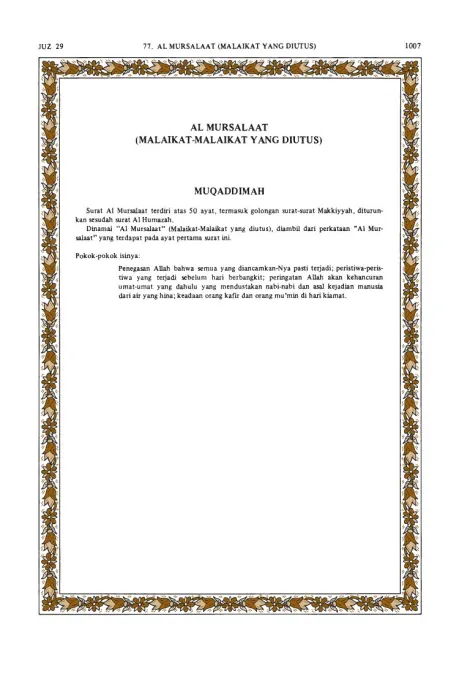 JUZ 29 77. AL MURSALAAT (MALAIKAT YANG DIUTUS) 1007
AL MURSALAAT
(MALAIKAT-MALAIKAT YANG DIUTUS)
MUQADDIMAH
Surat Al Mursalaat terdiri atas 50 ayat, termasuk golongan surat-surat Makkiyyah, diturun-
kan sesudah surat Al Humazah.
Dinamai "Al Mursalaat" (Malaikat-Malaikat yang diutus), diambil dari perkataan "Al Mur-
salaat" yang terdapat pada ayat pertama surat ini.
Pokok-pokok isinya:
Penegasan Allah bahwa semua yang diancamkan-Nya pasti terjadi; peristiwa-peris-
tiwa yang terjadi sebelum hari berbangkit; peringatan Allah akan kehancuran
umat-umat yang dahulu yang mendustakan nabi-nabi dan asal kejadian manusia
dari air yang hina; keadaan orang kafir dan orang mu'min di hari kiamat.